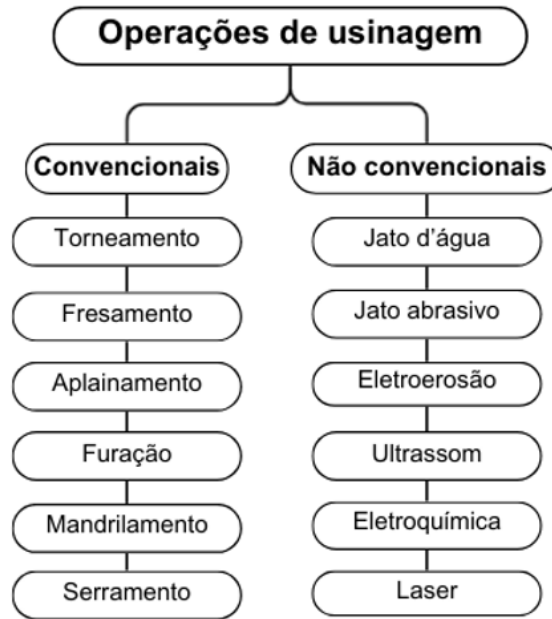 Operações de usinagem
Convencionais
Torneamento
Fresamento
Aplainamento
Furação
Mandrilamento
Serramento
Não convencionais
Jato d’água
Jato abrasivo
Eletroerosão
Ultrassom
Eletroquímica
Laser